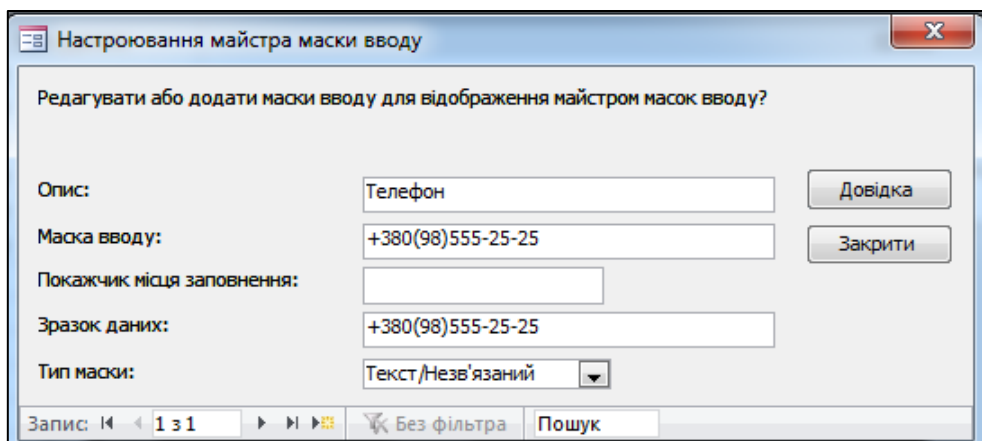 Настроювання майстра маски вводу
Редагувати або додати маски вводу для відображення майстром масок вводу?
Опис: Телефон Довідка
Маска вводу: +380(98)555-25-25 Закрити
Покажчик місця заповнення:
Зразок даних: +380(98)555-25-25
Тип маски: Текст/Незв'язаний
Запис: 1 з 1 Без фільтра Пошук